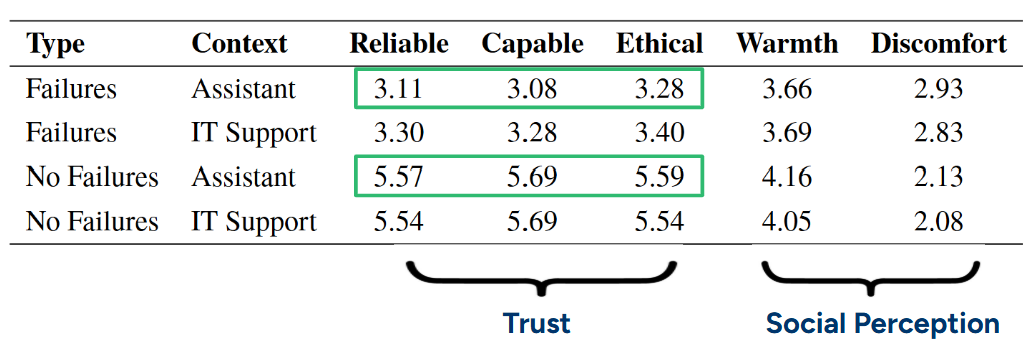 Type Context Reliable Capable Ethical Warmth Discomfort
Failures Assistant 3.11 3.08 3.28 3.66 2.93
Failures IT Support 3.30 3.28 3.40 3.69 2.83
No Failures Assistant 5.57 5.69 5.59 4.16 2.13
No Failures IT Support 5.54 5.69 5.54 4.05 2.08
Trust Social Perception